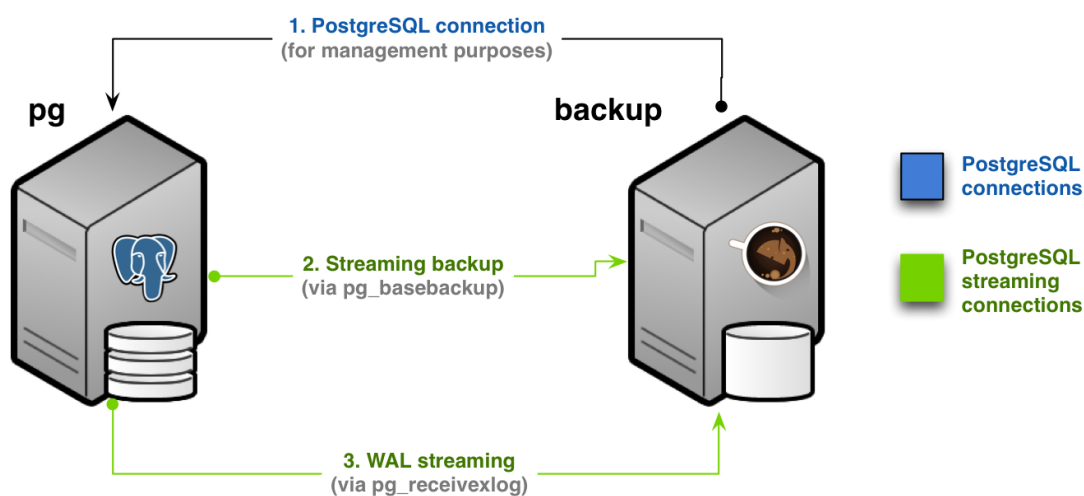 1. PostgreSQL connection
(for management purposes)
pg
backup
PostgreSQL
connections
2. Streaming backup
(via pg_basebackup)
PostgreSQL
streaming
connections
3. WAL streaming
(via pg_receivexlog)